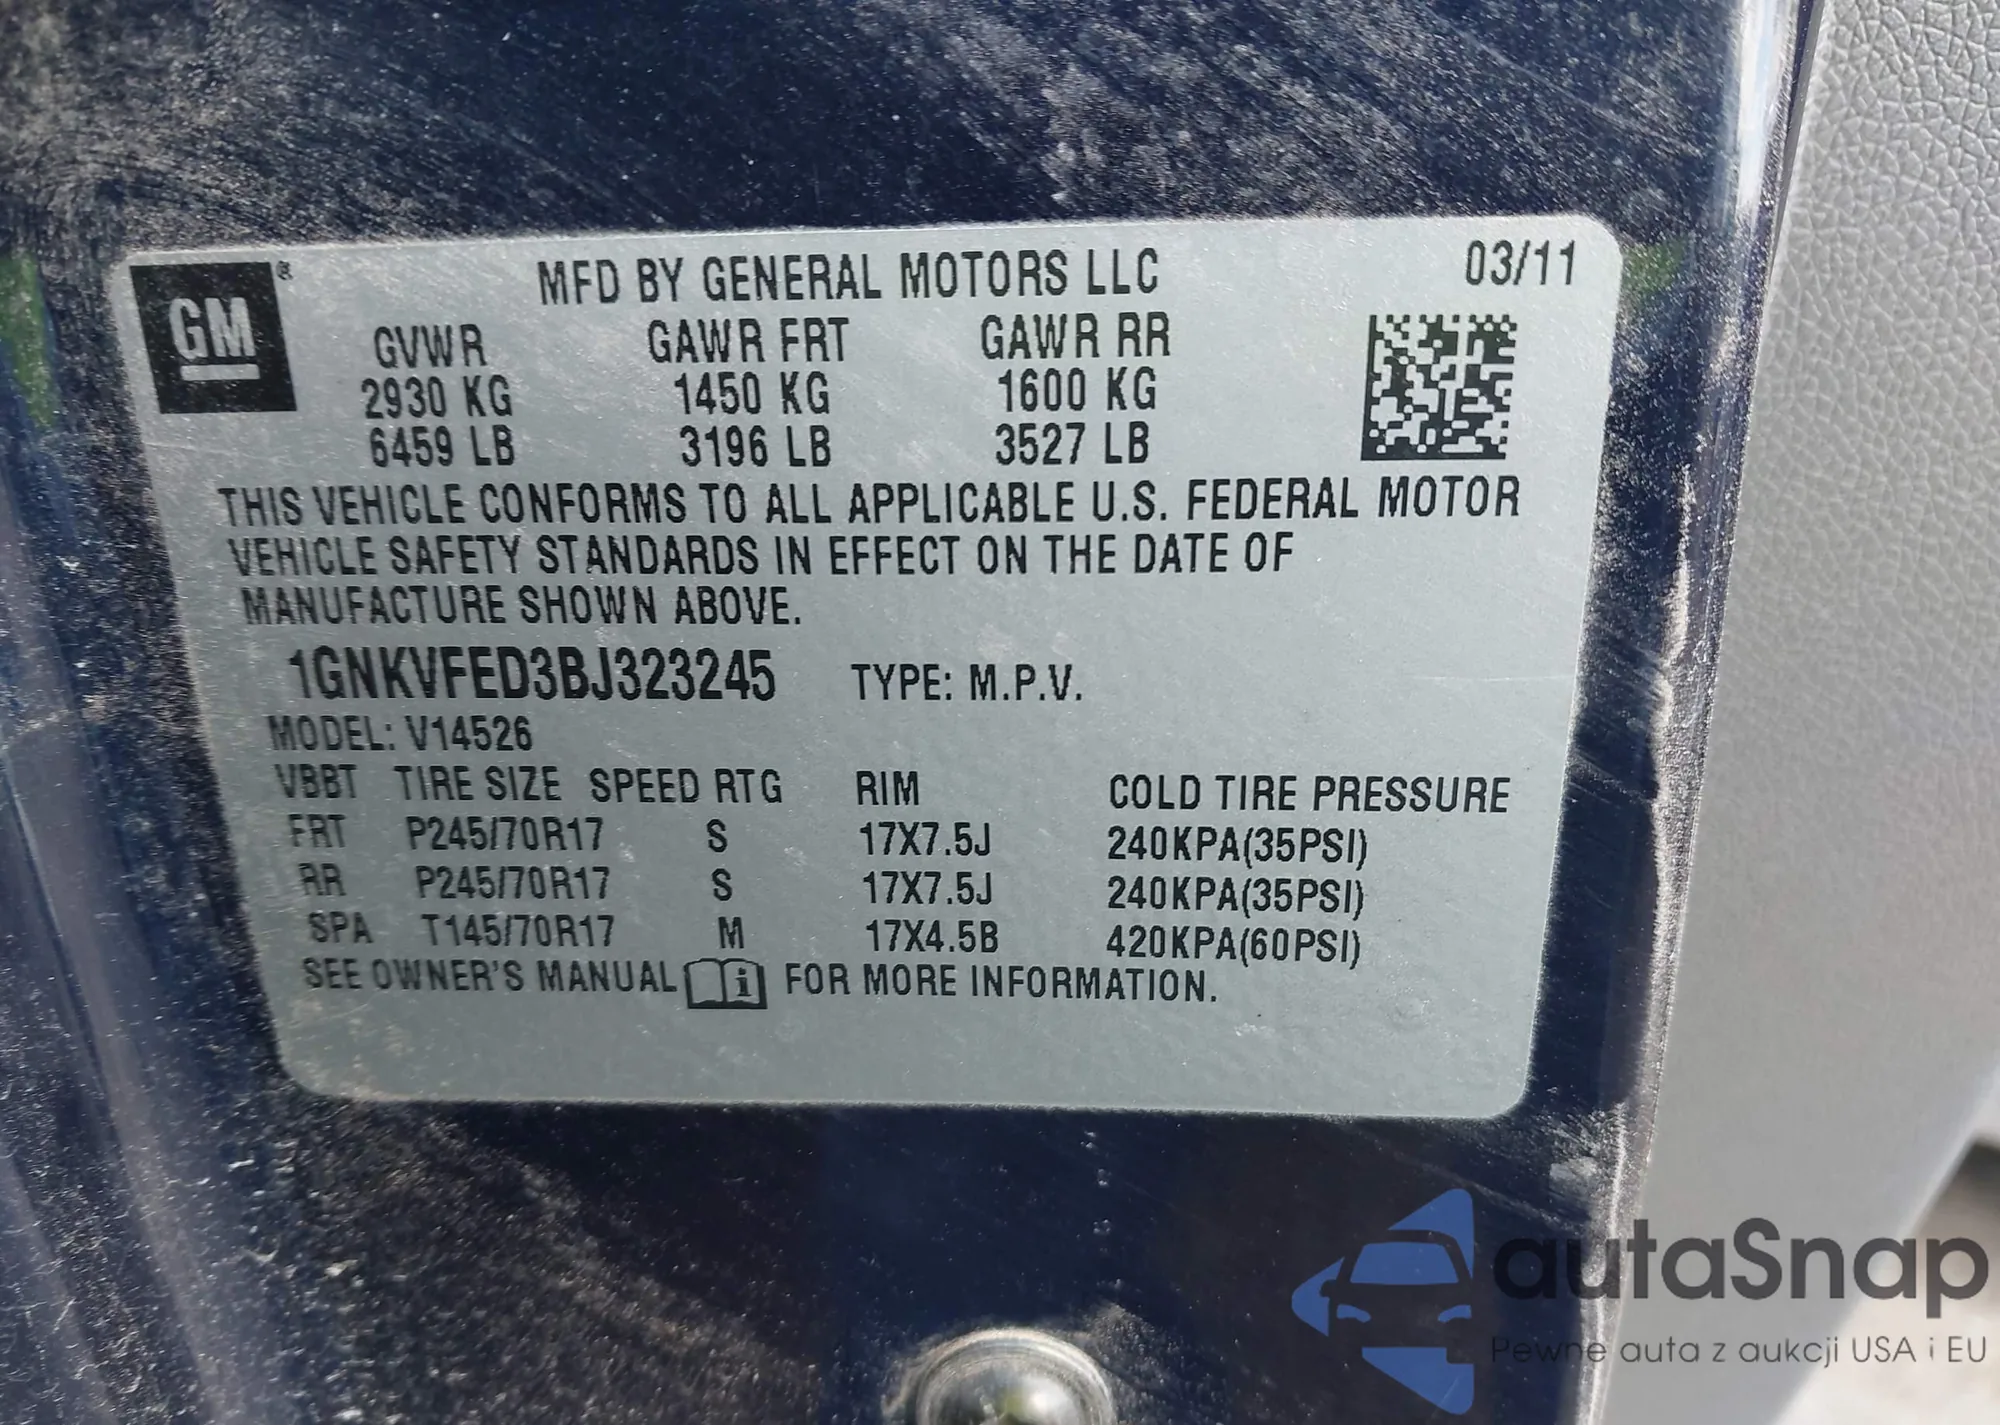 GM®
MFD BY GENERAL MOTORS LLC 03/11
GVWR GAWR FRT GAWR RR
2930 KG 1450 KG 1600 KG
6459 LB 3196 LB 3527 LB
THIS VEHICLE CONFORMS TO ALL APPLICABLE U.S. FEDERAL MOTOR
VEHICLE SAFETY STANDARDS IN EFFECT ON THE DATE OF
MANUFACTURE SHOWN ABOVE.
1GNKVFED3BJ323245 TYPE: M.P.V.
MODEL: V14526
VBBT TIRE SIZE SPEED RTG RIM COLD TIRE PRESSURE
FRT P245/70R17 S 17X7.5J 240KPA(35PSI)
RR P245/70R17 S 17X7.5J 240KPA(35PSI)
SPA T145/70R17 M 17X4.5B 420KPA(60PSI)
SEE OWNER'S MANUAL FOR MORE INFORMATION.
autaSnap
Pewne auta z aukcji USA i EU